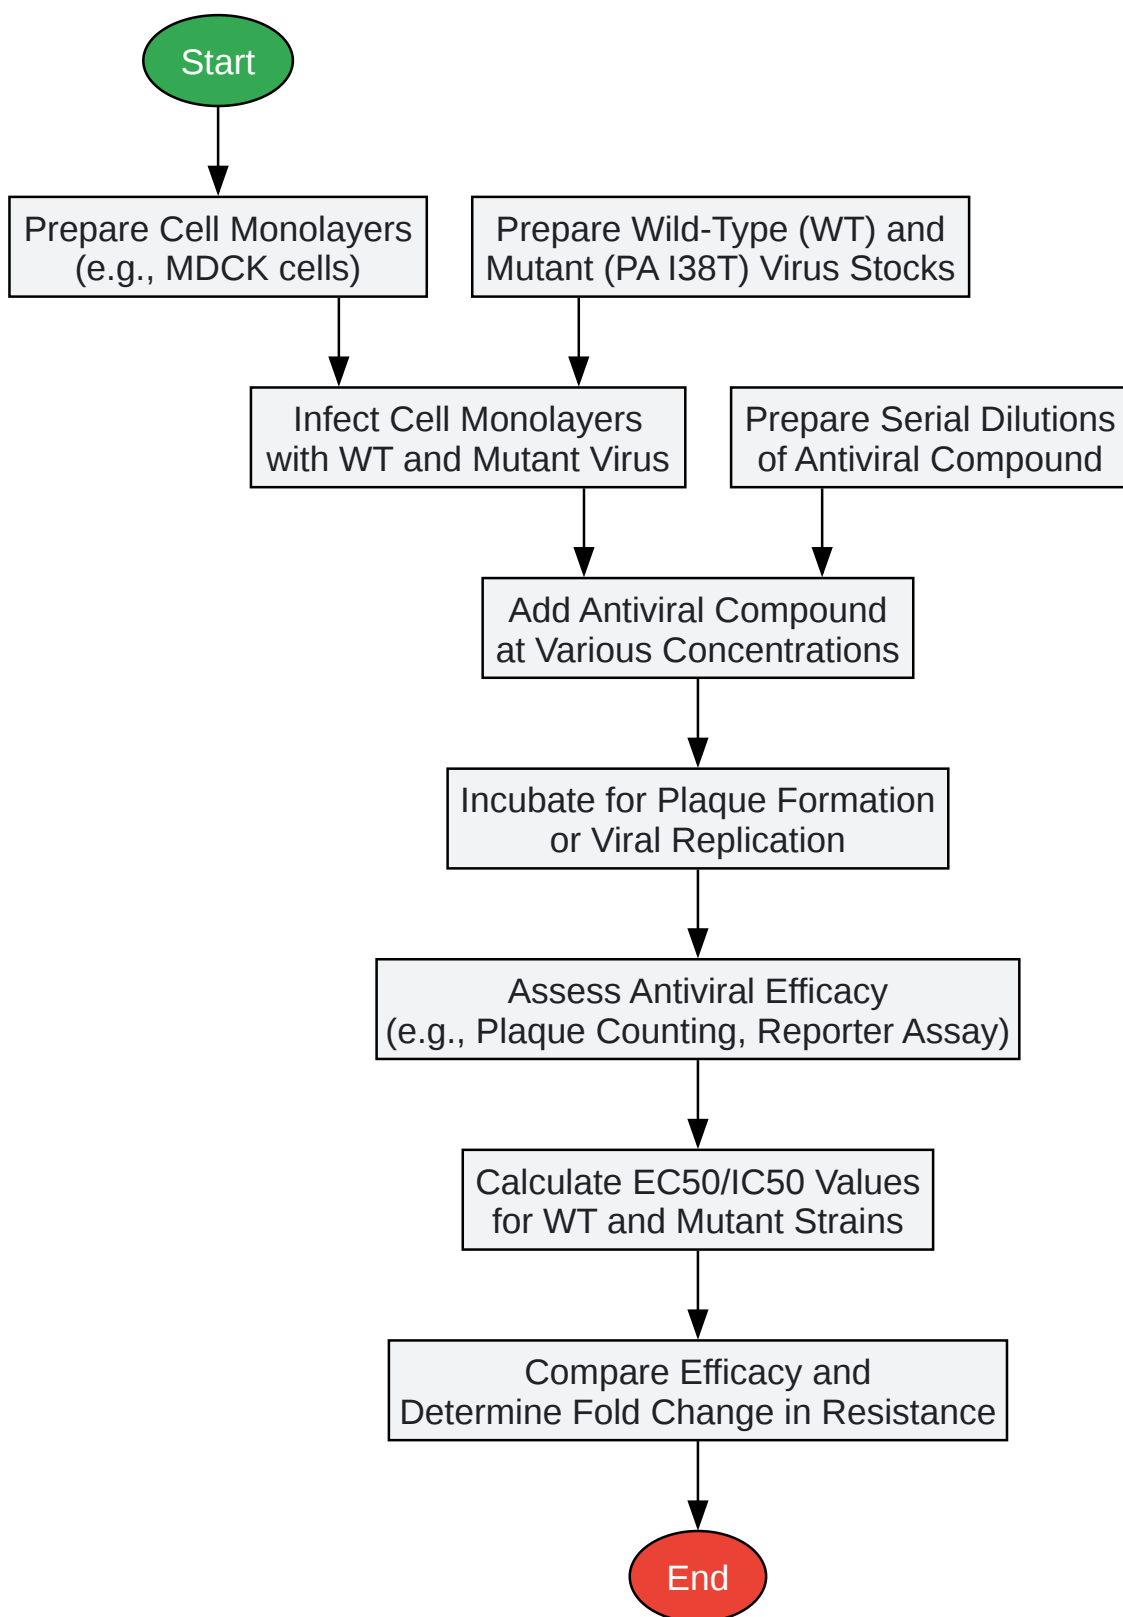 Start
Prepare Cell Monolayers
(e.g., MDCK cells)
Prepare Wild-Type (WT) and
Mutant (PA I38T) Virus Stocks
Infect Cell Monolayers
with WT and Mutant Virus
Prepare Serial Dilutions
of Antiviral Compound
Add Antiviral Compound
at Various Concentrations
Incubate for Plaque Formation
or Viral Replication
Assess Antiviral Efficacy
(e.g., Plaque Counting, Reporter Assay)
Calculate EC50/IC50 Values
for WT and Mutant Strains
Compare Efficacy and
Determine Fold Change in Resistance
End